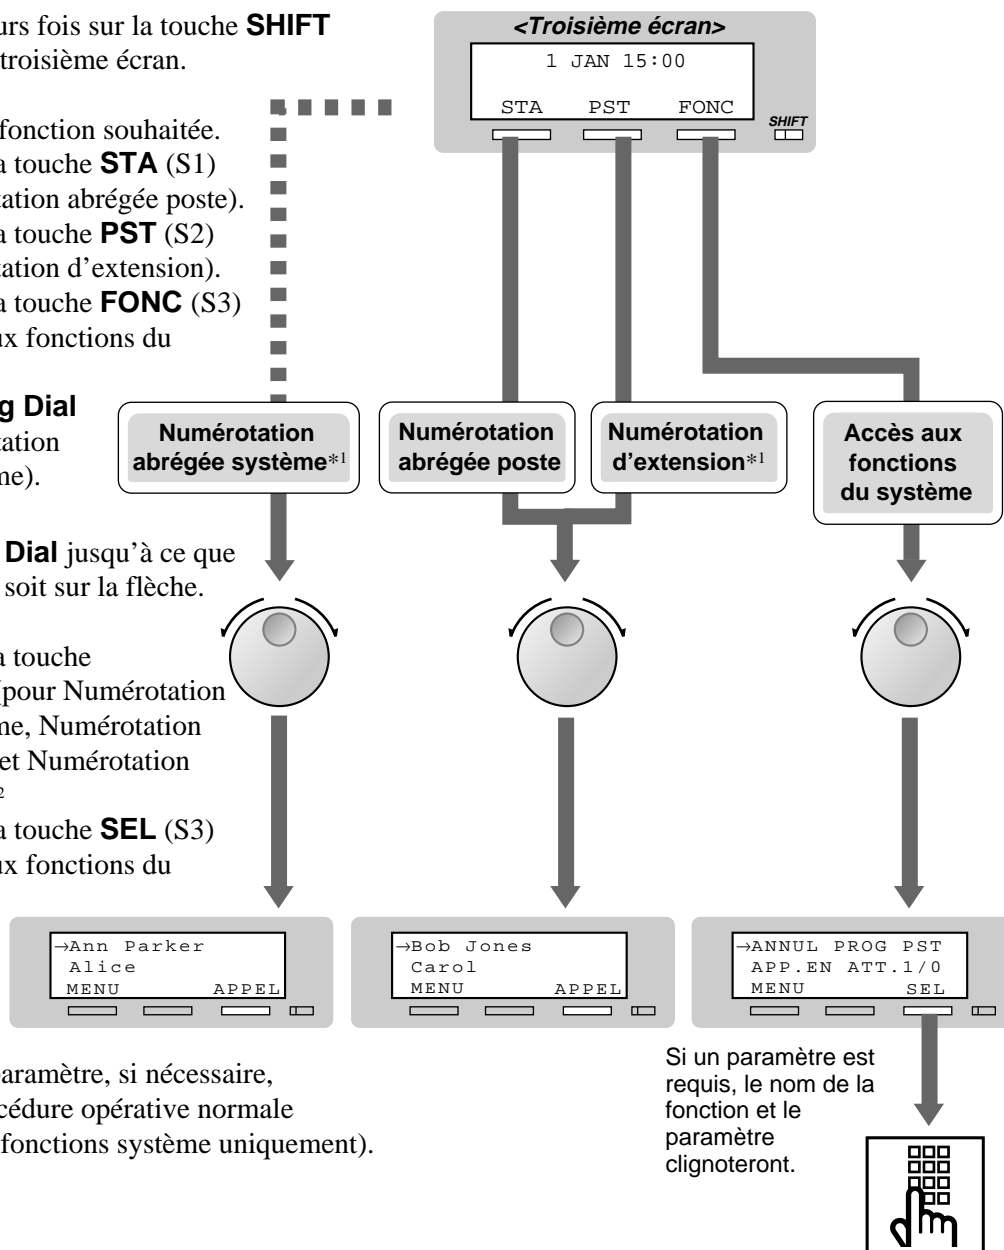 urs fois sur la touche SHIFT
troisième écran.
fonction souhaitée.
a touche STA (S1)
tation abrégée poste).
a touche PST (S2)
tation d’extension).
a touche FONC (S3)
ux fonctions du
g Dial
tation
me).
Dial jusqu’à ce que
soit sur la flèche.
a touche
(pour Numérotation
me, Numérotation
et Numérotation
2
a touche SEL (S3)
ux fonctions du
<Troisième écran>
1 JAN 15:00
STA PST FONC
SHIFT
Numérotation
abrégée système*1
Numérotation
abrégée poste
Numérotation
d’extension*1
Accès aux
fonctions
du système
→Ann Parker
Alice
MENU APPEL
→Bob Jones
Carol
MENU APPEL
→ANNUL PROG PST
APP.EN ATT.1/0
MENU SEL
Si un paramètre est
requis, le nom de la
fonction et le
paramètre
clignoteront.
paramètre, si nécessaire,
cédure opérative normale
fonctions système uniquement).